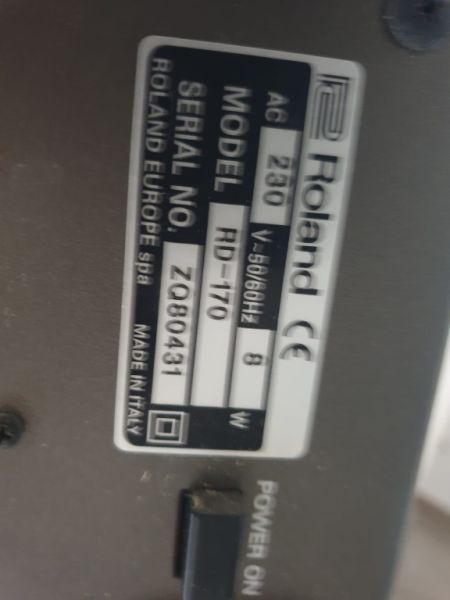 Roland CE
AC 230 V~50/60Hz 8 W
MODEL RD-170
SERIAL NO. ZQ80431
ROLAND EUROPE spa MADE IN ITALY
POWER ON